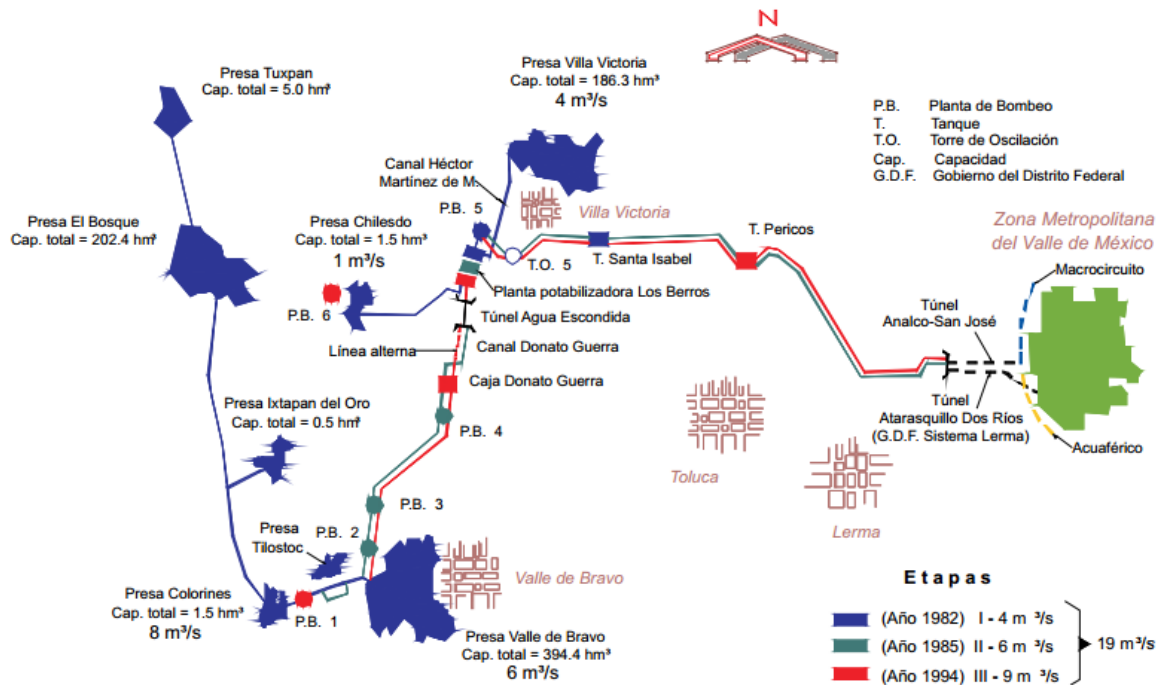 N
Presa Tuxpan
Cap. total = 5.0 hm³
Presa Villa Victoria
Cap. total = 186.3 hm³
4 m³/s
P.B. Planta de Bombeo
T. Tanque
T.O. Torre de Oscilación
Cap. Capacidad
G.D.F. Gobierno del Distrito Federal
Canal Héctor
Martínez de M.
P.B. 5
Villa Victoria
Presa El Bosque
Cap. total = 202.4 hm³
Presa Chilesdo
Cap. total = 1.5 hm³
1 m³/s
P.B. 6
T.O. 5
T. Santa Isabel
T. Pericos
Zona Metropolitana
del Valle de México
Macrocircuito
Planta potabilizadora Los Berros
Túnel Agua Escondida
Línea alterna
Canal Donato Guerra
Caja Donato Guerra
P.B. 4
Túnel
Analco-San José
Túnel
Atarasquillo Dos Ríos
(G.D.F. Sistema Lerma)
Acuaférico
Presa Ixtapan del Oro
Cap. total = 0.5 hm³
Toluca
Lerma
P.B. 3
P.B. 2
Presa
Tilostoc
Valle de Bravo
Presa Colorines
Cap. total = 1.5 hm³
8 m³/s
P.B. 1
Presa Valle de Bravo
Cap. total = 394.4 hm³
6 m³/s
Etapas
(Año 1982) I - 4 m ³/s
(Año 1985) II - 6 m ³/s
(Año 1994) III - 9 m ³/s
19 m³/s